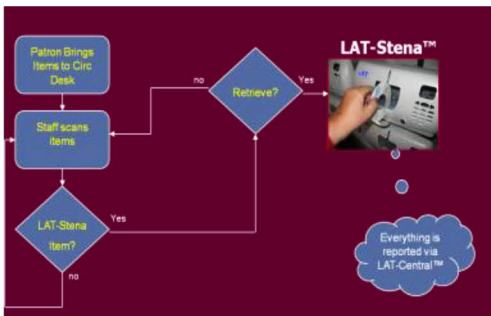 Patron Brings
Items to Circ
Desk
Staff scans
items
LAT-Stena
Item?
Yes
no
Retrieve?
no
Yes
LAT-Stena™
LAT
Everything is
reported via
LAT-Central™